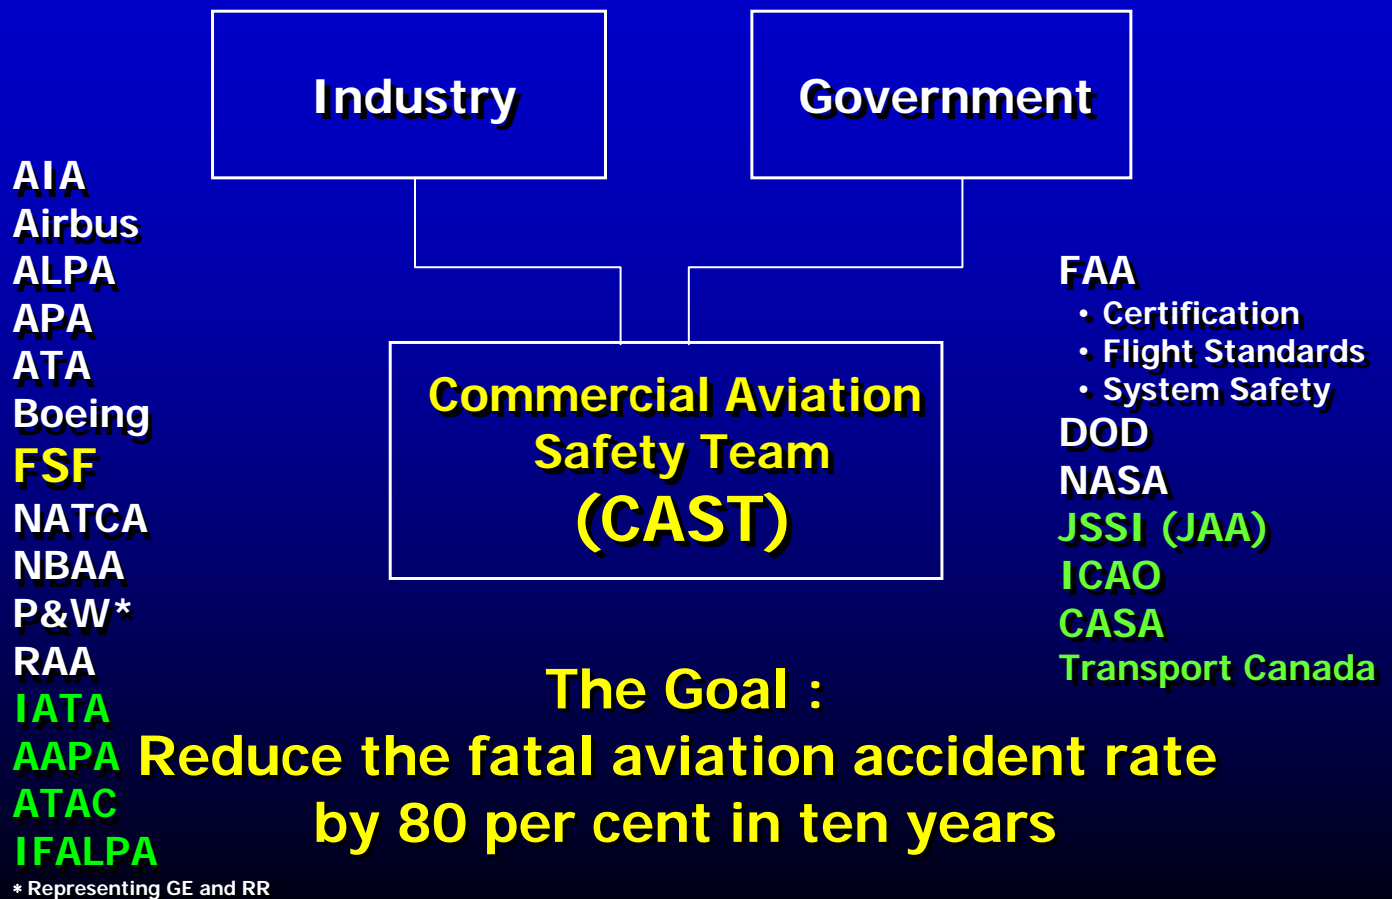 Industry
Government
AIA
Airbus
ALPA
APA
ATA
Boeing
FSF
NATCA
NBAA
P&W*
RAA
IATA
AAPA
ATAC
IFALPA
* Representing GE and RR
Commercial Aviation
Safety Team
(CAST)
FAA
• Certification
• Flight Standards
• System Safety
DOD
NASA
JSSI (JAA)
ICAO
CASA
Transport Canada
The Goal :
Reduce the fatal aviation accident rate
by 80 per cent in ten years